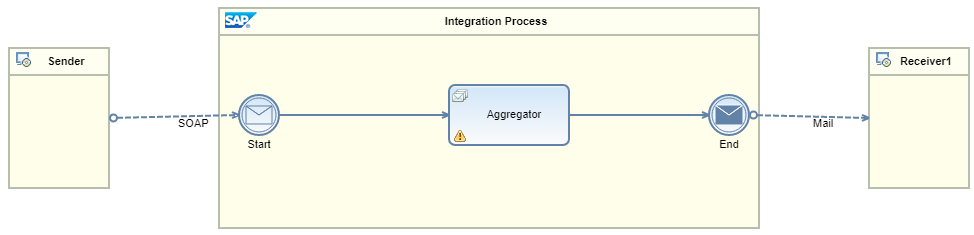 SAP
Integration Process
Sender
Receiver1
SOAP
Start
Aggregator
End
Mail